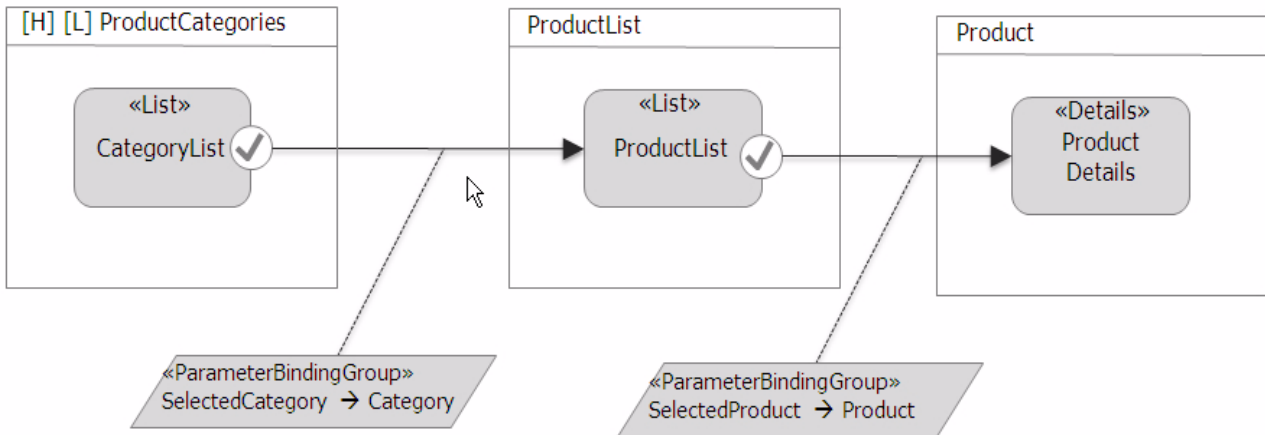 [H] [L] ProductCategories
«List»
CategoryList
ProductList
«List»
ProductList
Product
«Details»
Product
Details
«ParameterBindingGroup»
SelectedCategory → Category
«ParameterBindingGroup»
SelectedProduct → Product